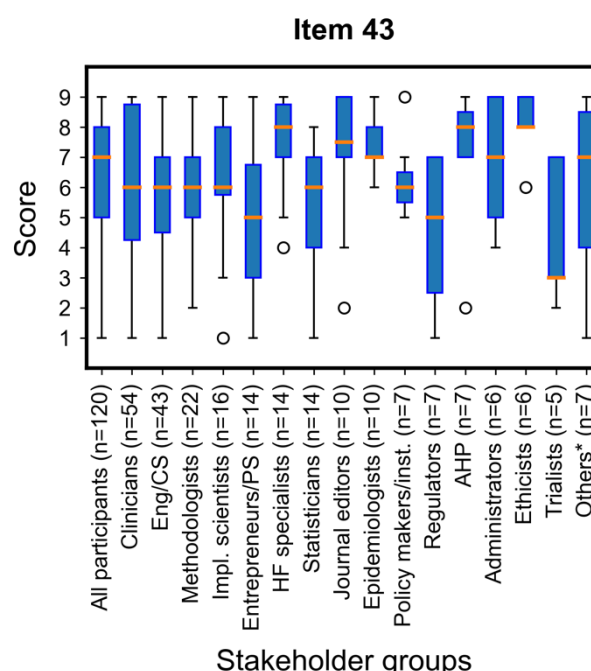 Item 43
Score
9
8
7
6
5
4
3
2
1
All participants (n=120)
Clinicians (n=54)
Eng/CS (n=43)
Methodologists (n=22)
Impl. scientists (n=16)
Entrepreneurs/PS (n=14)
HF specialists (n=14)
Statisticians (n=14)
Journal editors (n=10)
Epidemiologists (n=10)
Policy makers/inst. (n=7)
Regulators (n=7)
AHP (n=7)
Administrators (n=6)
Ethicists (n=6)
Trialists (n=5)
Others* (n=7)
Stakeholder groups